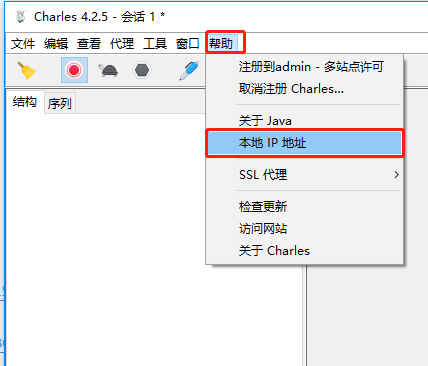 Charles 4.2.5 - 会话 1 *
文件 编辑 查看 代理 工具 窗口 帮助
注册到admin - 多站点许可
取消注册 Charles...
结构 序列
关于 Java
本地 IP 地址
SSL 代理
检查更新
访问网站
关于 Charles